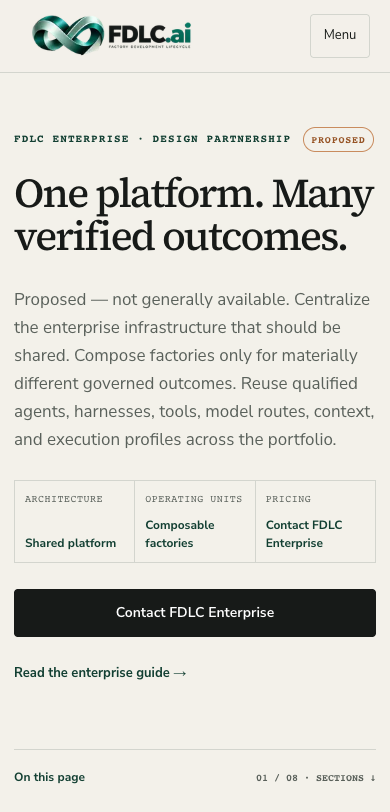 FDLC.ai
FACTORY DEVELOPMENT LIFECYCLE
Menu
FDLC ENTERPRISE · DESIGN PARTNERSHIP
PROPOSED
One platform. Many
verified outcomes.
Proposed — not generally available. Centralize
the enterprise infrastructure that should be
shared. Compose factories only for materially
different governed outcomes. Reuse qualified
agents, harnesses, tools, model routes, context,
and execution profiles across the portfolio.
ARCHITECTURE
Shared platform
OPERATING UNITS
Composable
factories
PRICING
Contact FDLC
Enterprise
Contact FDLC Enterprise
Read the enterprise guide →
On this page
01 / 08 · SECTIONS ↓